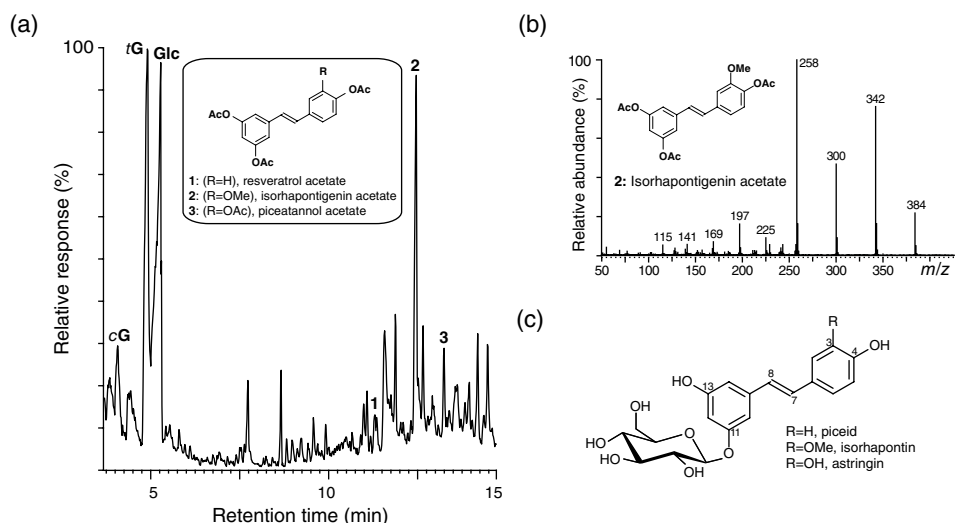 (a)
100
tG
Glc
2
R
OAc
AcO
OAc
1: (R=H), resveratrol acetate
2: (R=OMe), isorhapontigenin acetate
3: (R=OAc), piceatannol acetate
cG
1
3
Relative response (%)
5
10
15
Retention time (min)
(b)
100
258
OMe
OAc
AcO
OAc
2: Isorhapontigenin acetate
342
300
384
197
225
169
141
115
Relative abundance (%)
50
100
150
200
250
300
350
m/z
(c)
R
3
4
OH
8
7
HO
13
11
OH
O
HO
HO
OH
O
R=H, piceid
R=OMe, isorhapontin
R=OH, astringin